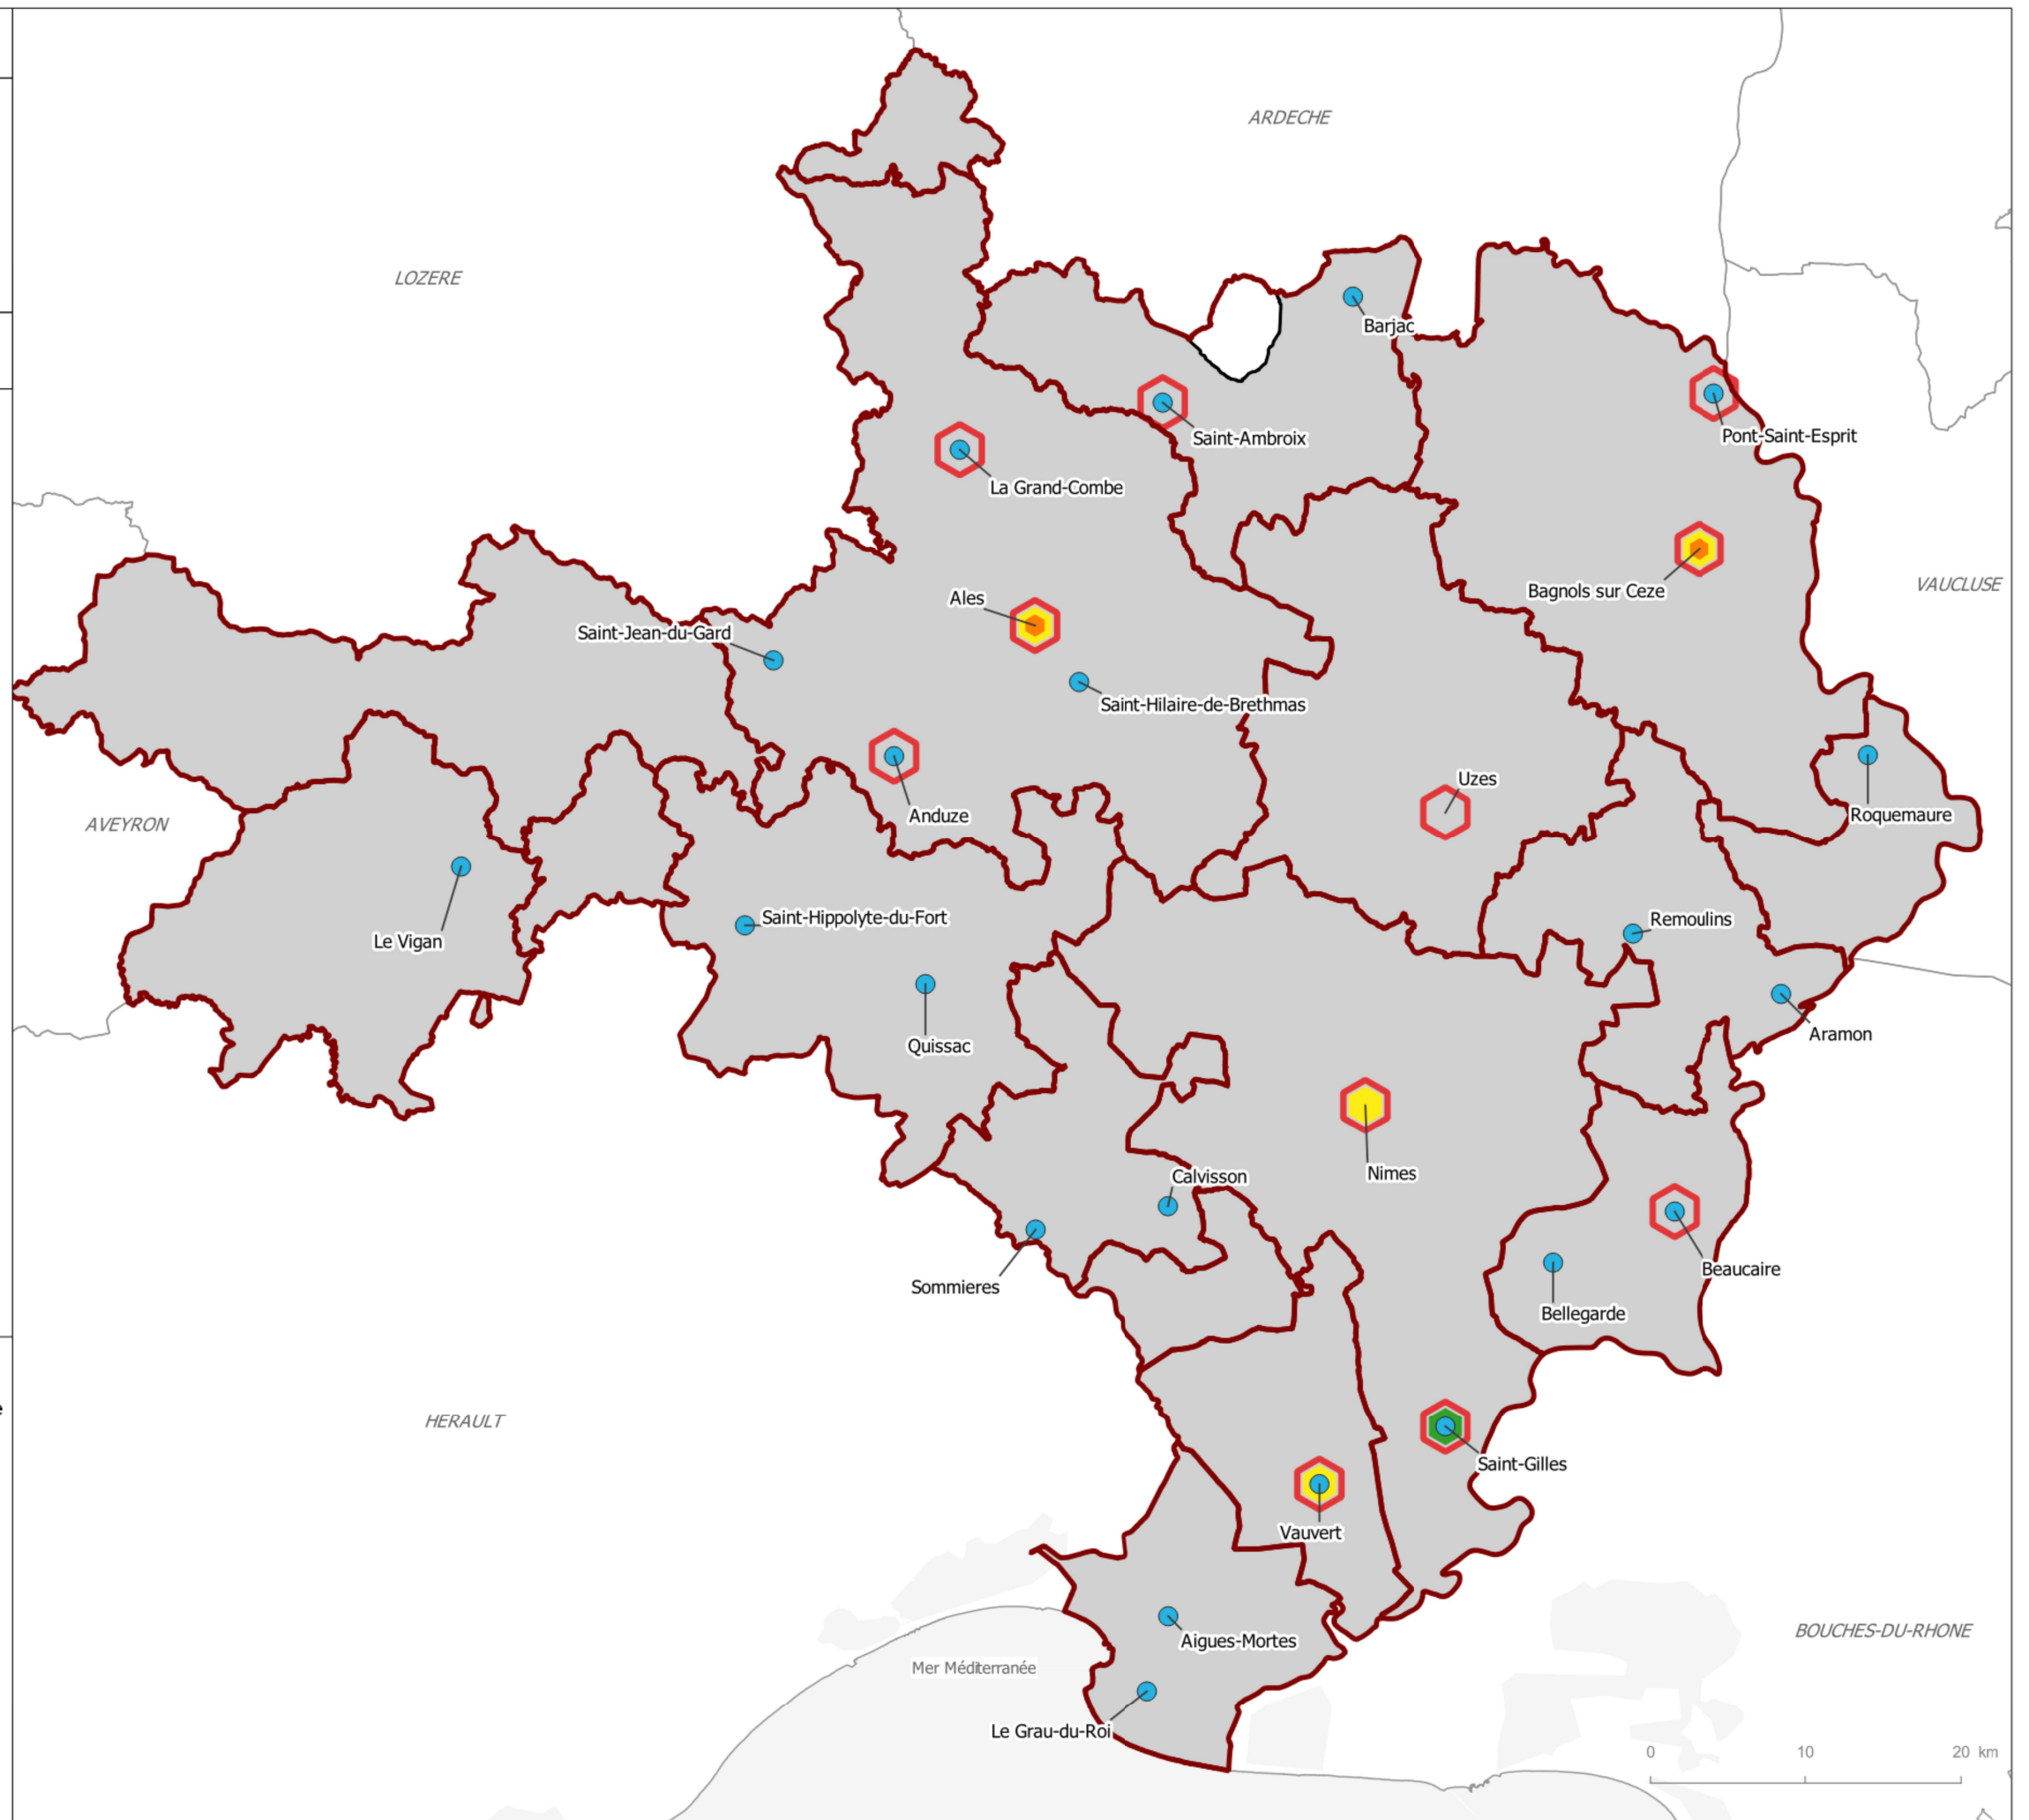 ARDECHE
LOZERE
Barjac
Saint-Ambroix
Pont-Saint-Esprit
La Grand-Combe
VAUCLUSE
Bagnols sur Ceze
Ales
Saint-Jean-du-Gard
Saint-Hilaire-de-Brethmas
Uzes
Roquemaure
Anduze
AVEYRON
Saint-Hippolyte-du-Fort
Remoulins
Le Vigan
Aramon
Quissac
Nimes
Calvisson
Beaucaire
Sommieres
Bellegarde
e
HERAULT
Saint-Gilles
Vauvert
BOUCHES-DU-RHONE
Aigues-Mortes
Mer Méditerranée
Le Grau-du-Roi
0 10 20 km